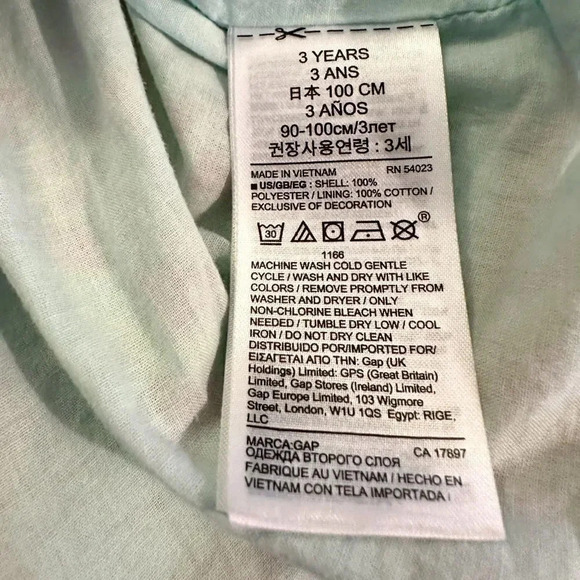 3 YEARS
3 ANS
日本 100 CM
3 AÑOS
90-100см/3лет
권장사용연령 : 3세
MADE IN VIETNAM RN 54023
US/GB/EG : SHELL: 100%
POLYESTER / LINING: 100% COTTON /
EXCLUSIVE OF DECORATION
30
®
1166
MACHINE WASH COLD GENTLE
CYCLE / WASH AND DRY WITH LIKE
COLORS / REMOVE PROMPTLY FROM
WASHER AND DRYER / ONLY
NON-CHLORINE BLEACH WHEN
NEEDED / TUMBLE DRY LOW / COOL
IRON / DO NOT DRY CLEAN
DISTRIBUIDO POR/IMPORTED FOR/
ΕΙΣΑΓΕΤΑΙ ΑΠΟ ΤΗΝ: Gap (UK
Holdings) Limited: GPS (Great Britain)
Limited, Gap Stores (Ireland) Limited,
Gap Europe Limited, 103 Wigmore
Street, London, W1U 1QS Egypt: RIGE,
LLC
MARCA:GAP CA 17897
ОДЕЖДА ВТОРОГО СЛОЯ
FABRIQUE AU VIETNAM / HECHO EN
VIETNAM CON TELA IMPORTADA /